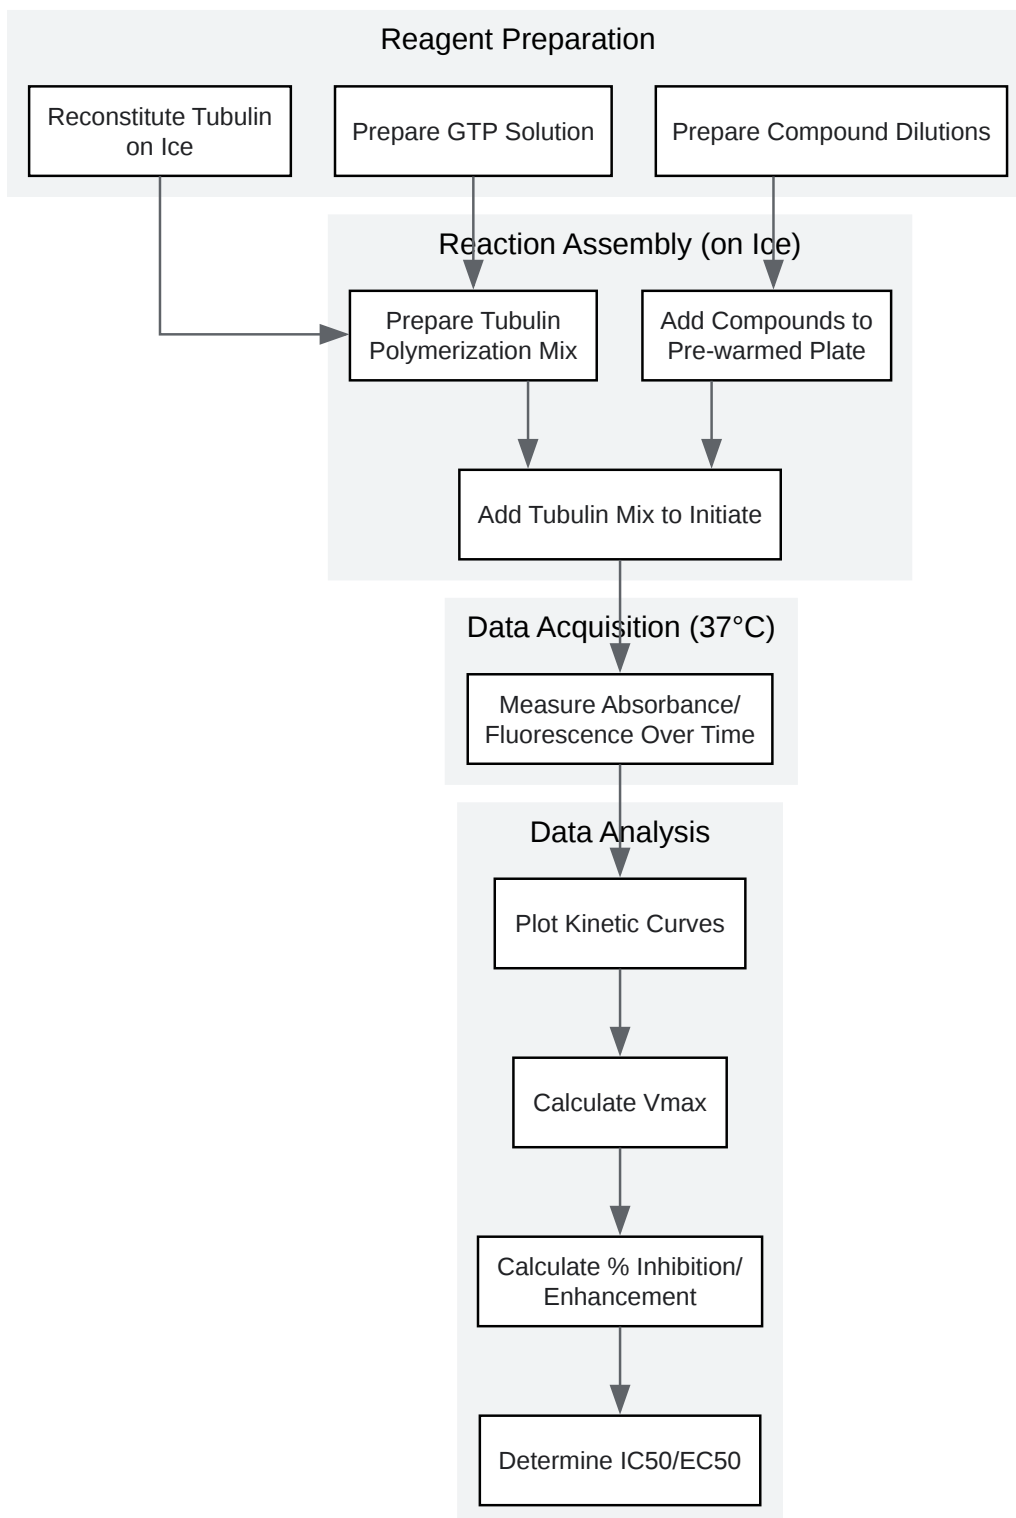 Reagent Preparation
Reconstitute Tubulin
on Ice
Prepare GTP Solution
Prepare Compound Dilutions
Reaction Assembly (on Ice)
Prepare Tubulin
Polymerization Mix
Add Compounds to
Pre-warmed Plate
Add Tubulin Mix to Initiate
Data Acquisition (37°C)
Measure Absorbance/
Fluorescence Over Time
Data Analysis
Plot Kinetic Curves
Calculate Vmax
Calculate % Inhibition/
Enhancement
Determine IC50/EC50